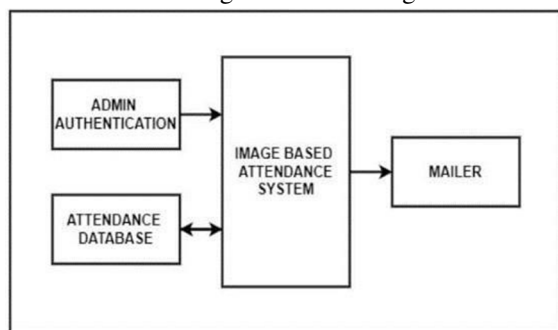 ADMIN
AUTHENTICATION
IMAGE BASED
ATTENDANCE
SYSTEM
MAILER
ATTENDANCE
DATABASE